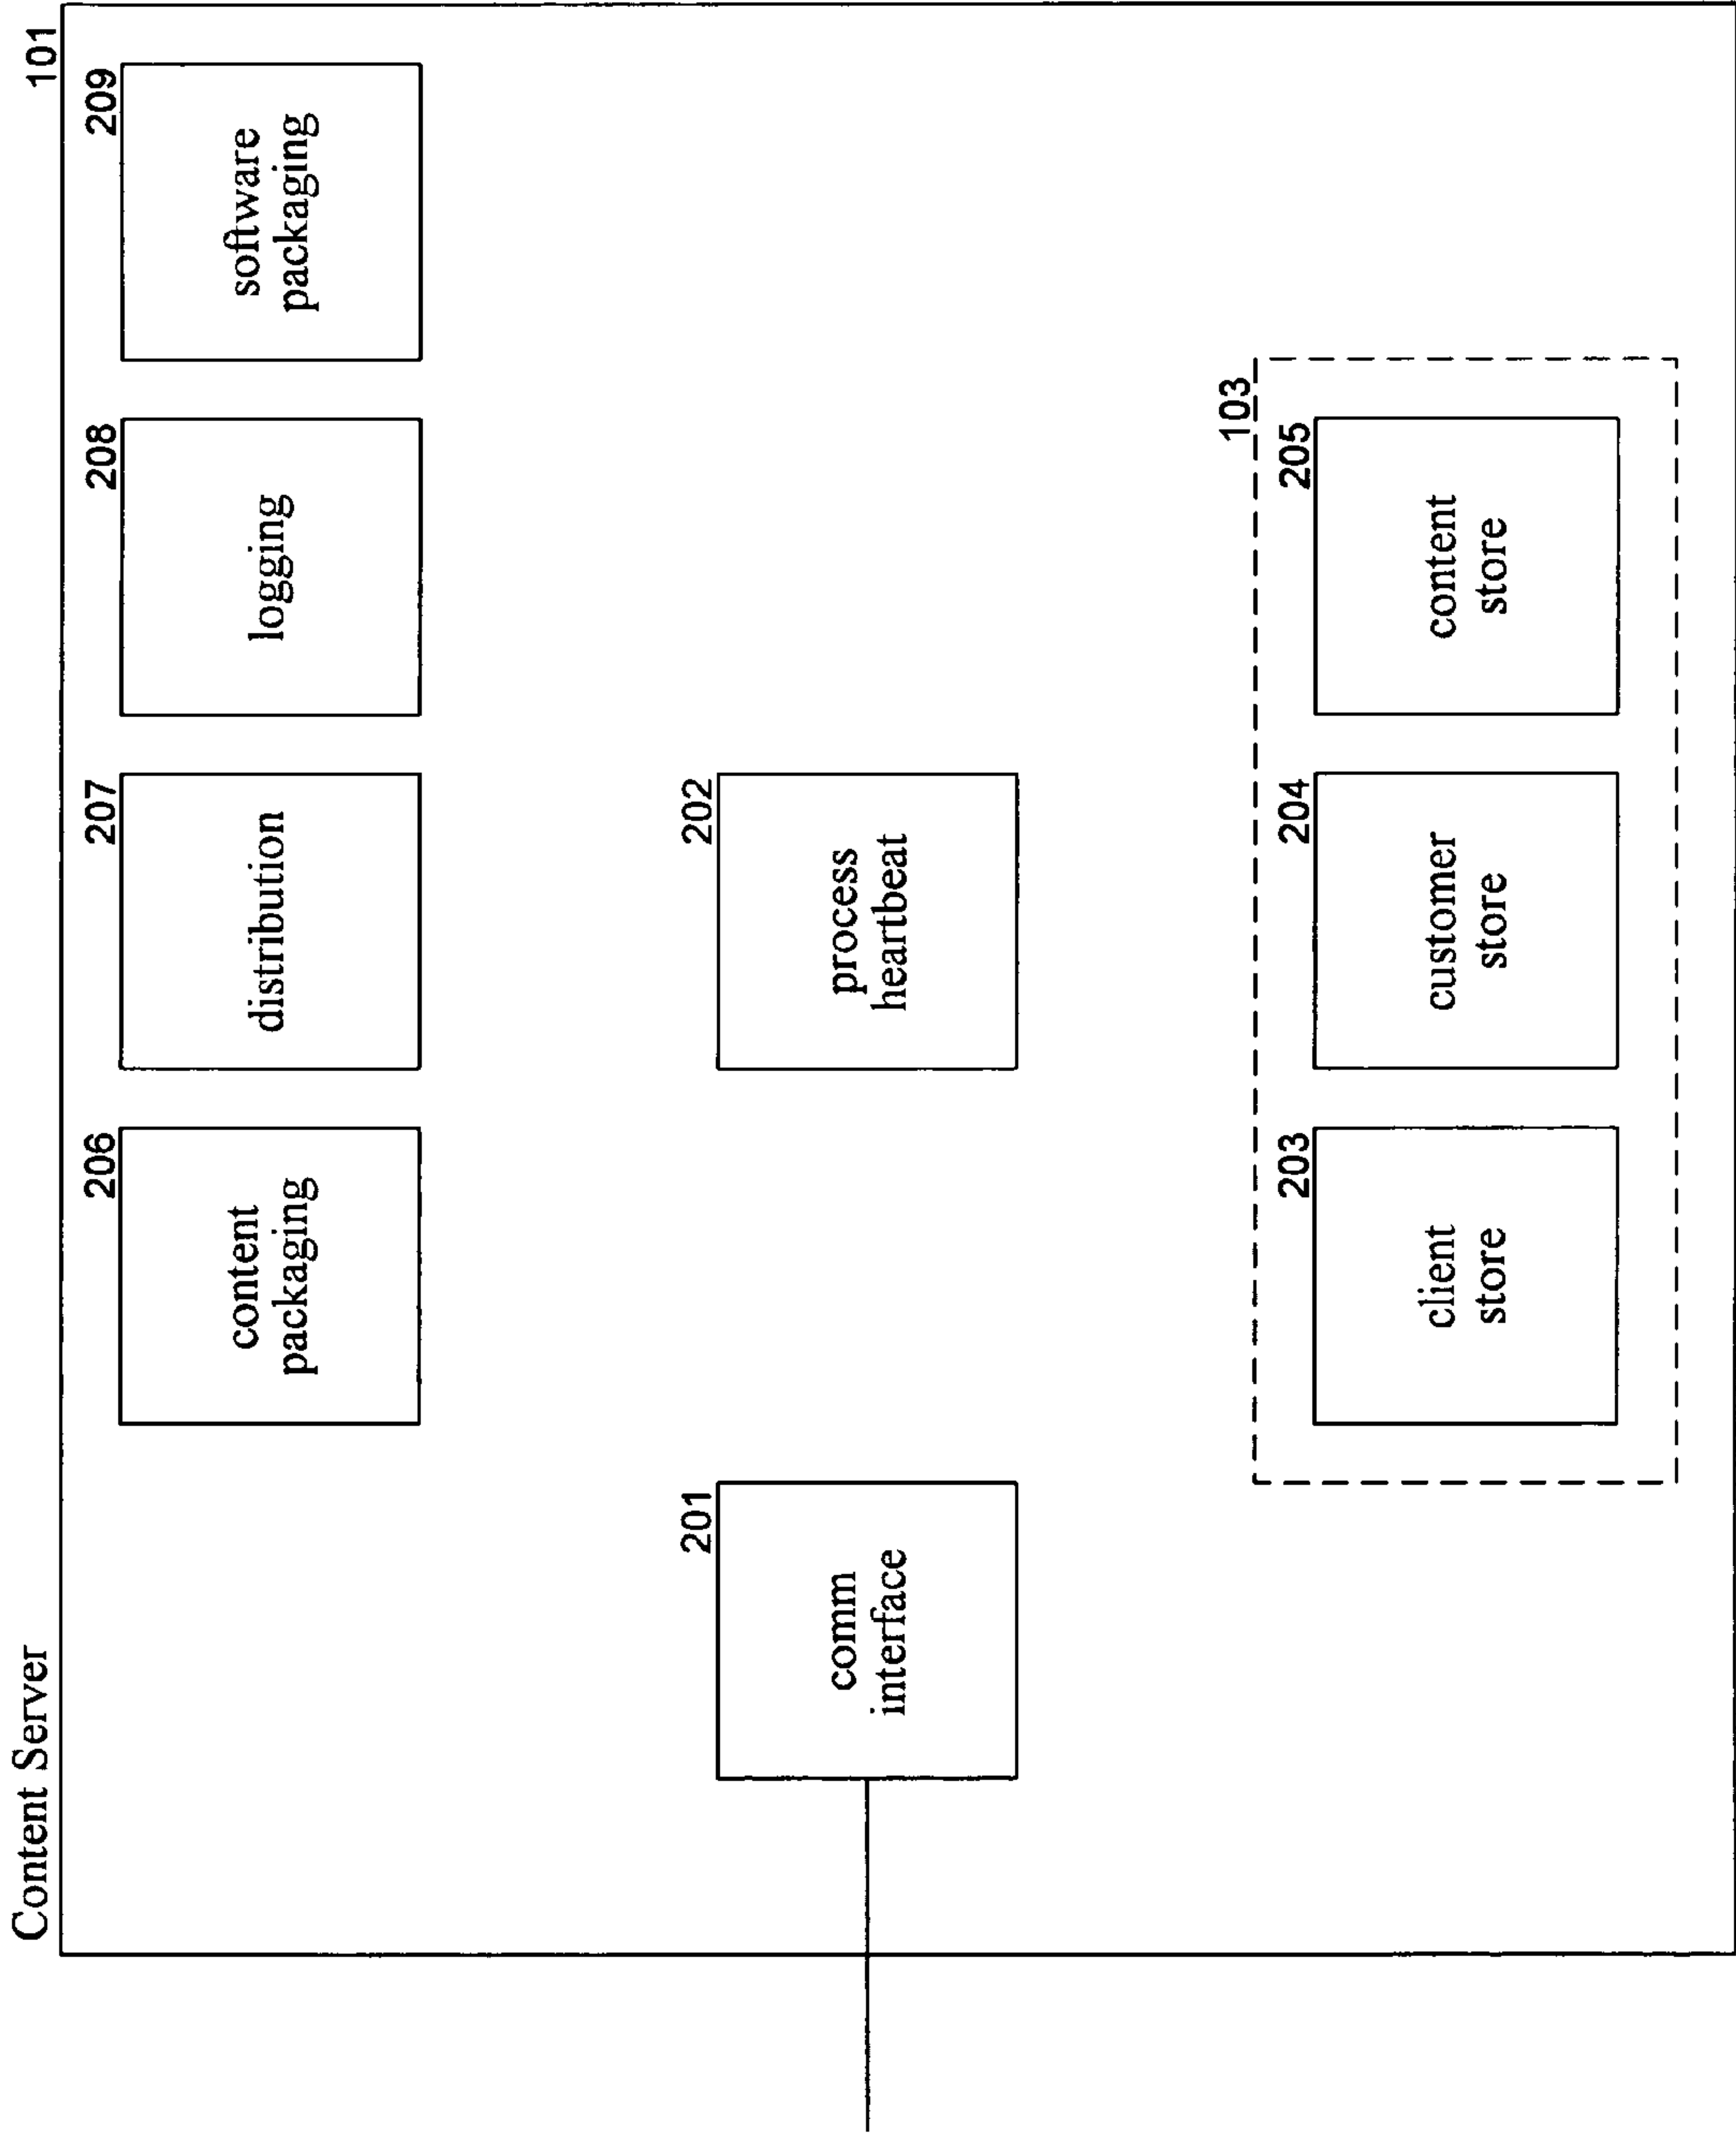 Content Server
101
206
content
packaging
207
distribution
208
logging
209
software
packaging
201
comm
interface
202
process
heartbeat
103
203
client
store
204
customer
store
205
content
store